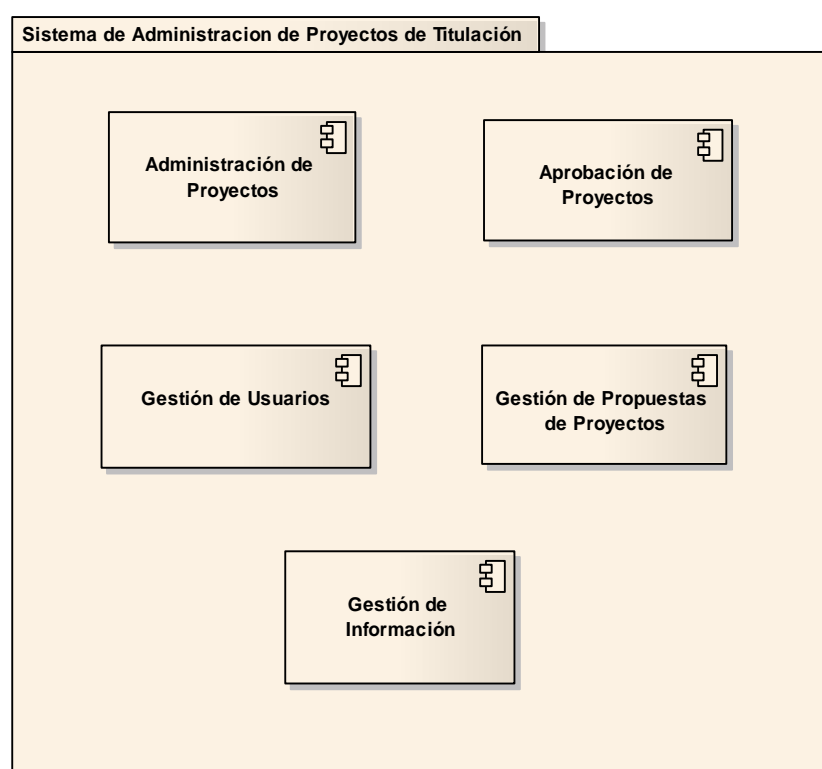 Sistema de Administracion de Proyectos de Titulación
Administración de
Proyectos
Aprobación de
Proyectos
Gestión de Usuarios
Gestión de Propuestas
de Proyectos
Gestión de
Información